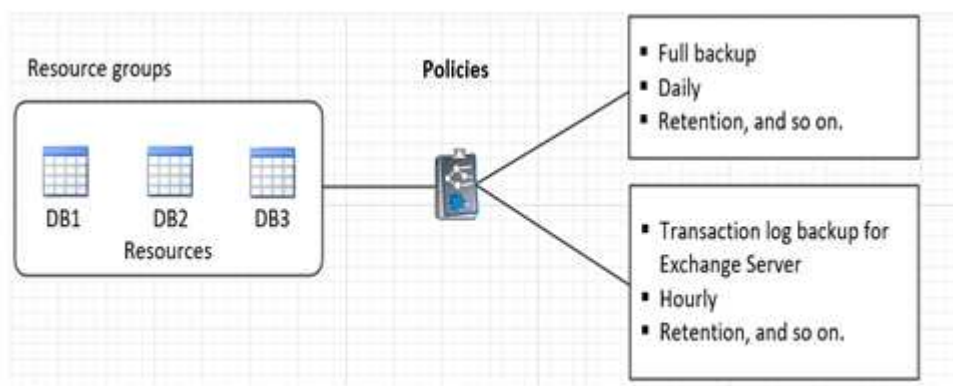 Resource groups
DB1
DB2
DB3
Resources
Policies
▪ Full backup
▪ Daily
▪ Retention, and so on.
▪ Transaction log backup for
Exchange Server
▪ Hourly
▪ Retention, and so on.